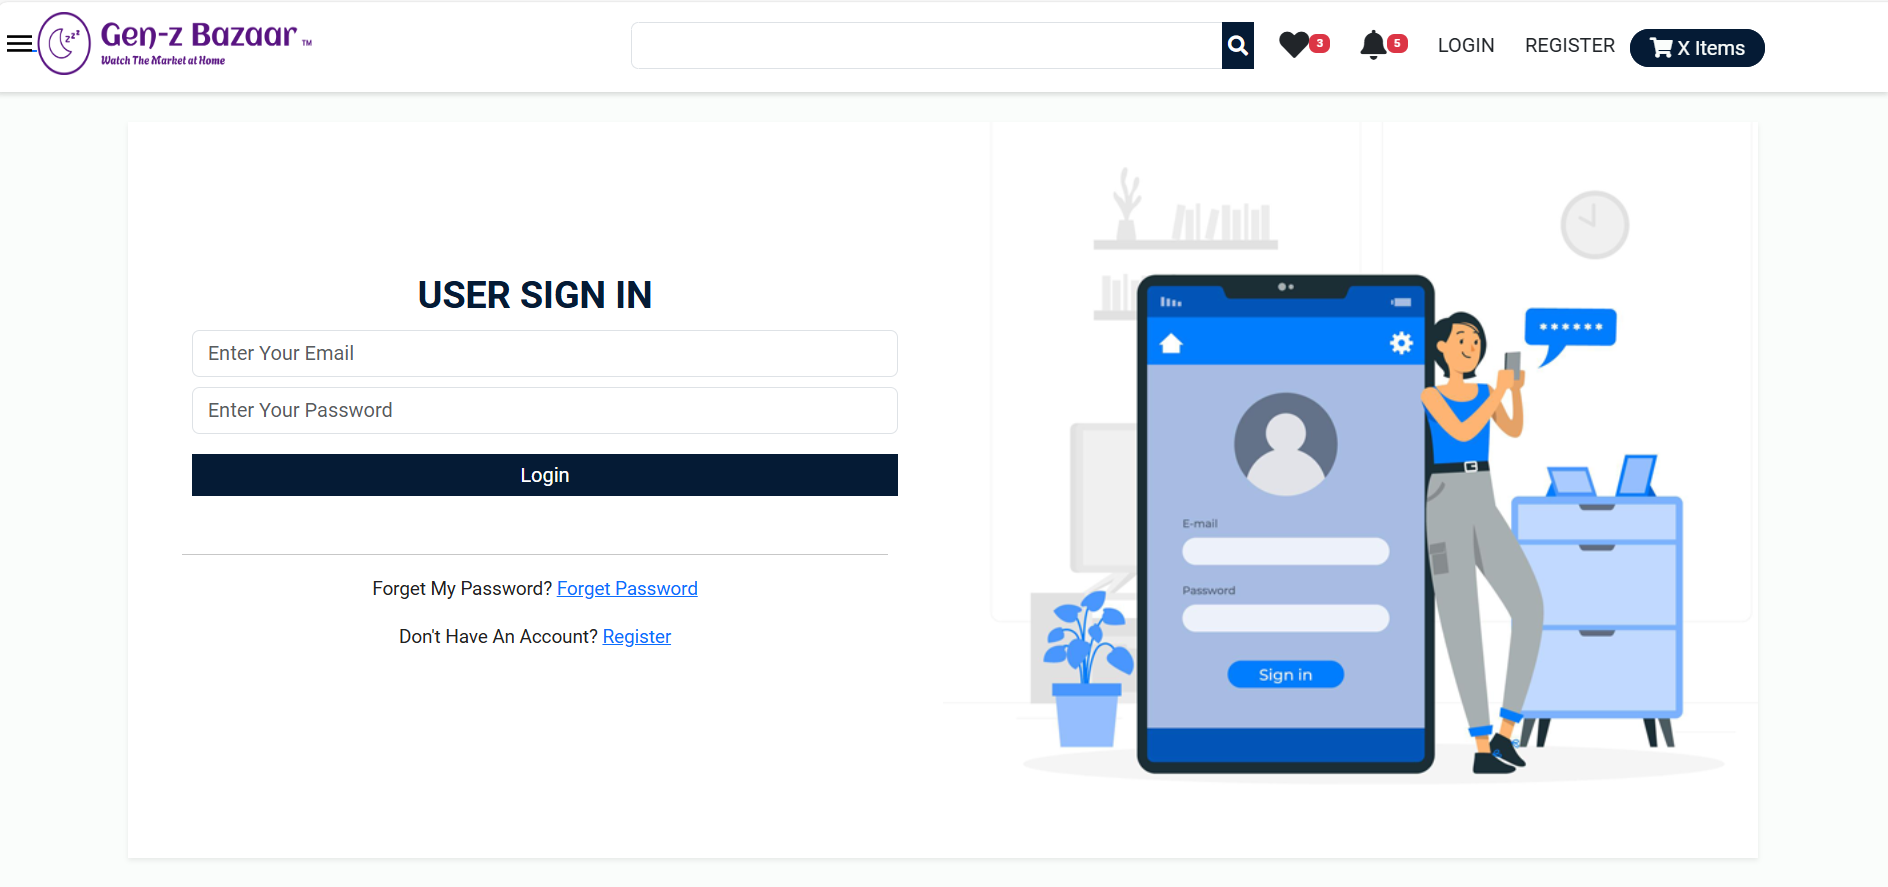 Gen-z Bazaar TM
Watch The Market at Home
z z z
3
5
LOGIN
REGISTER
X Items
USER SIGN IN
Enter Your Email
Enter Your Password
Login
Forget My Password? Forget Password
Don't Have An Account? Register
******
E-mail
Password
Sign in